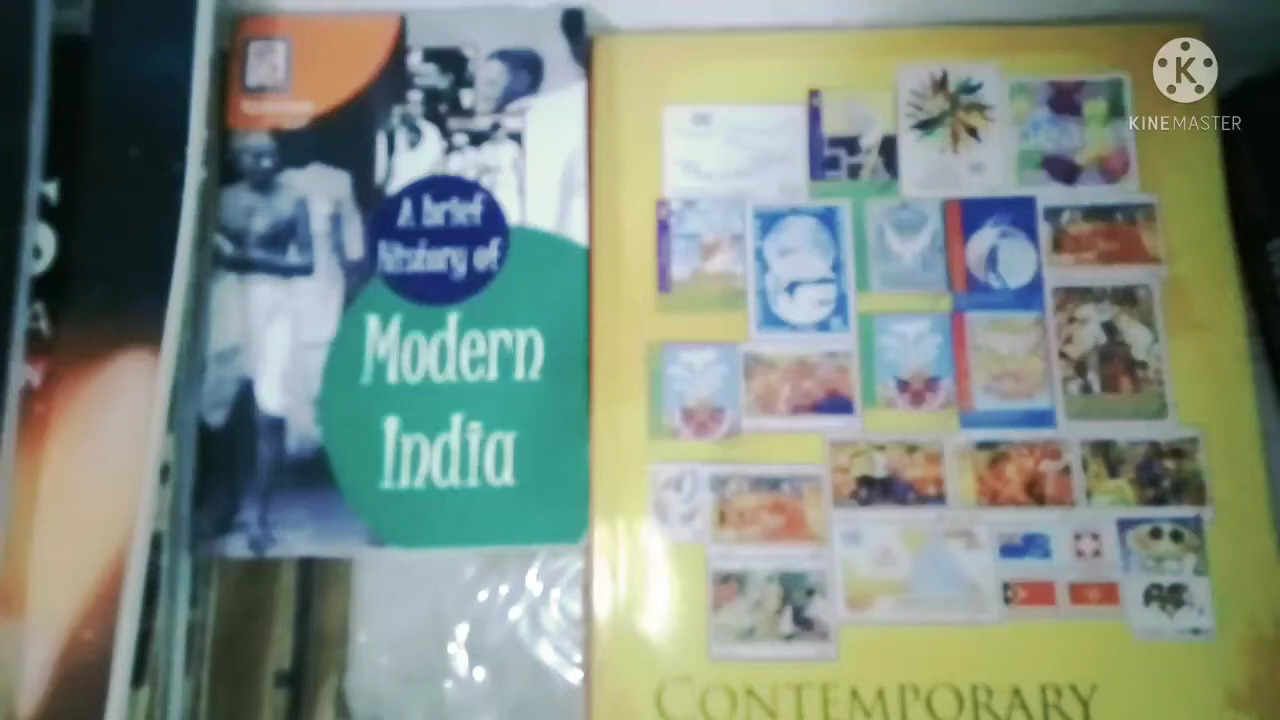 A brief
history of
Modern
India
CONTEMPORARY
K
KINEMASTER